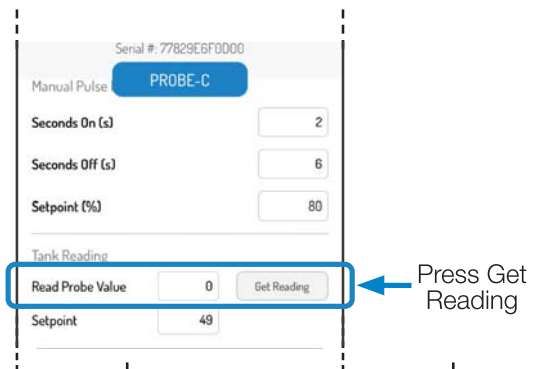 Serial #: 77829E6F0D00
PROBE-C
Manual Pulse
Seconds On (s) 2
Seconds Off (s) 6
Setpoint (%) 80
Tank Reading
Read Probe Value 0 Get Reading
Setpoint 49
Press Get
Reading